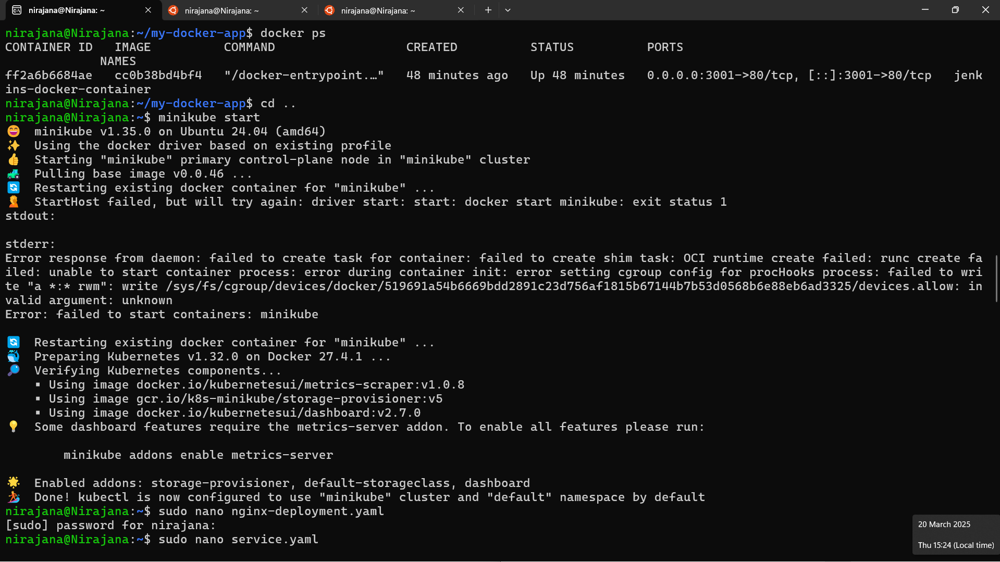 nirajana@Nirajana: ~
nirajana@Nirajana: ~
nirajana@Nirajana: ~
nirajana@Nirajana:~/my-docker-app$ docker ps
CONTAINER ID   IMAGE          COMMAND                  CREATED          STATUS          PORTS
             NAMES
ff2a6b6684ae   cc0b38bd4bf4   "/docker-entrypoint.…"   48 minutes ago   Up 48 minutes   0.0.0.0:3001->80/tcp, [::]:3001->80/tcp   jenk
ins-docker-container
nirajana@Nirajana:~/my-docker-app$ cd ..
nirajana@Nirajana:~$ minikube start
minikube v1.35.0 on Ubuntu 24.04 (amd64)
Using the docker driver based on existing profile
Starting "minikube" primary control-plane node in "minikube" cluster
Pulling base image v0.0.46 ...
Restarting existing docker container for "minikube" ...
StartHost failed, but will try again: driver start: start: docker start minikube: exit status 1
stdout:
stderr:
Error response from daemon: failed to create task for container: failed to create shim task: OCI runtime create failed: runc create fa
iled: unable to start container process: error during container init: error setting cgroup config for procHooks process: failed to wri
te "a *:* rwm": write /sys/fs/cgroup/devices/docker/519691a54b6669bdd2891c23d756af1815b67144b7b53d0568b6e88eb6ad3325/devices.allow: in
valid argument: unknown
Error: failed to start containers: minikube
Restarting existing docker container for "minikube" ...
Preparing Kubernetes v1.32.0 on Docker 27.4.1 ...
Verifying Kubernetes components...
▪ Using image docker.io/kubernetesui/metrics-scraper:v1.0.8
▪ Using image gcr.io/k8s-minikube/storage-provisioner:v5
▪ Using image docker.io/kubernetesui/dashboard:v2.7.0
Some dashboard features require the metrics-server addon. To enable all features please run:
minikube addons enable metrics-server
Enabled addons: storage-provisioner, default-storageclass, dashboard
Done! kubectl is now configured to use "minikube" cluster and "default" namespace by default
nirajana@Nirajana:~$ sudo nano nginx-deployment.yaml
[sudo] password for nirajana:
nirajana@Nirajana:~$ sudo nano service.yaml
20 March 2025
Thu 15:24 (Local time)